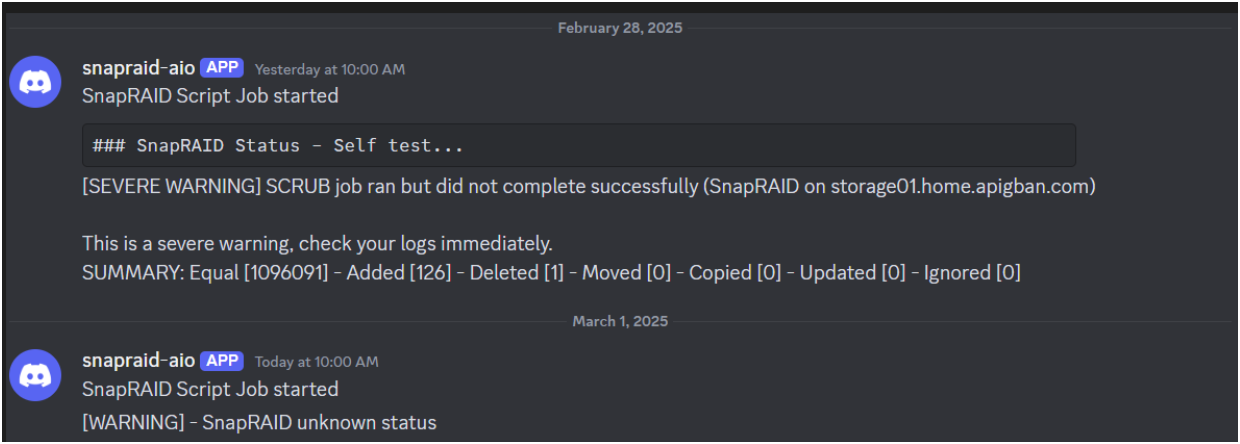 February 28, 2025
snapraid-aio APP Yesterday at 10:00 AM
SnapRAID Script Job started
### SnapRAID Status - Self test...
[SEVERE WARNING] SCRUB job ran but did not complete successfully (SnapRAID on storage01.home.apigban.com)
This is a severe warning, check your logs immediately.
SUMMARY: Equal [1096091] - Added [126] - Deleted [1] - Moved [0] - Copied [0] - Updated [0] - Ignored [0]
March 1, 2025
snapraid-aio APP Today at 10:00 AM
SnapRAID Script Job started
[WARNING] - SnapRAID unknown status